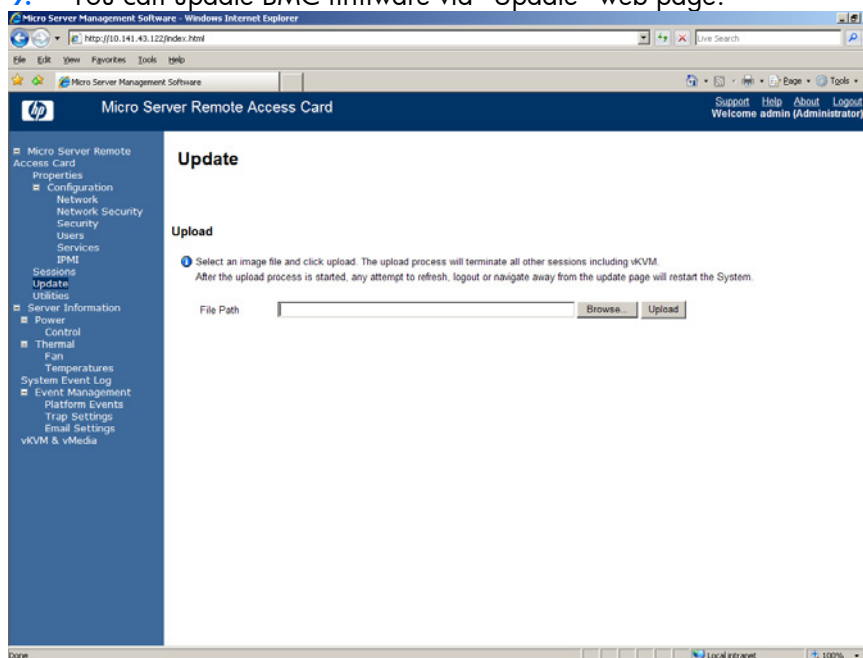 9. You can update BMC firmware via "Update" web page.
Micro Server Management Software - Windows Internet Explorer
http://10.141.43.122/index.html
Live Search
File Edit View Favorites Tools Help
Micro Server Management Software
Page Tools
hp
Micro Server Remote Access Card
Support Help About Logout
Welcome admin (Administrator)
Micro Server Remote
Access Card
Properties
Configuration
Network
Network Security
Security
Users
Services
IPMI
Sessions
Update
Utilities
Server Information
Power
Control
Thermal
Fan
Temperatures
System Event Log
Event Management
Platform Events
Trap Settings
Email Settings
vKVM & vMedia
Update
Upload
Select an image file and click upload. The upload process will terminate all other sessions including vKVM.
After the upload process is started, any attempt to refresh, logout or navigate away from the update page will restart the System.
File Path
Browse... Upload
Done
Local intranet
100%